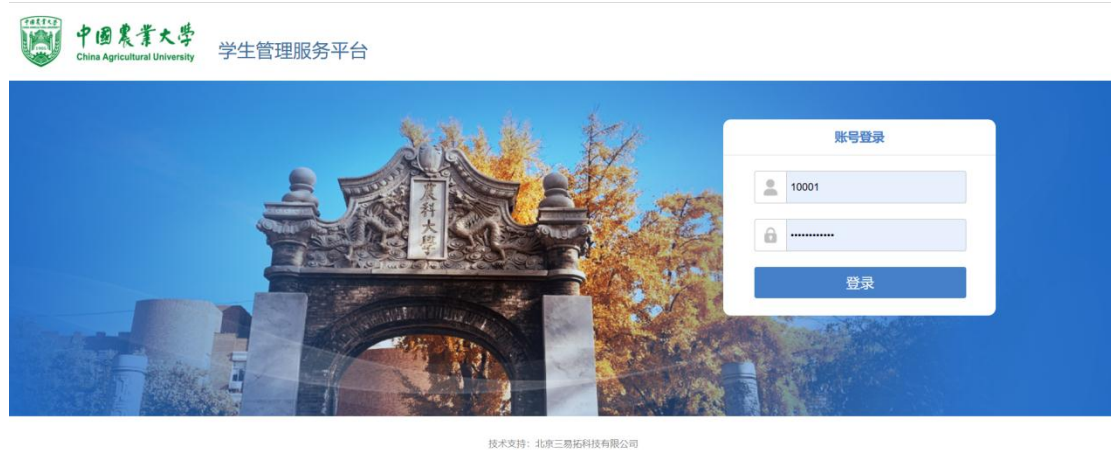 中國農業大學
China Agricultural University
学生管理服务平台
账号登录
10001
••••••••••••
登录
農科大學
技术支持：北京三易拓科技有限公司